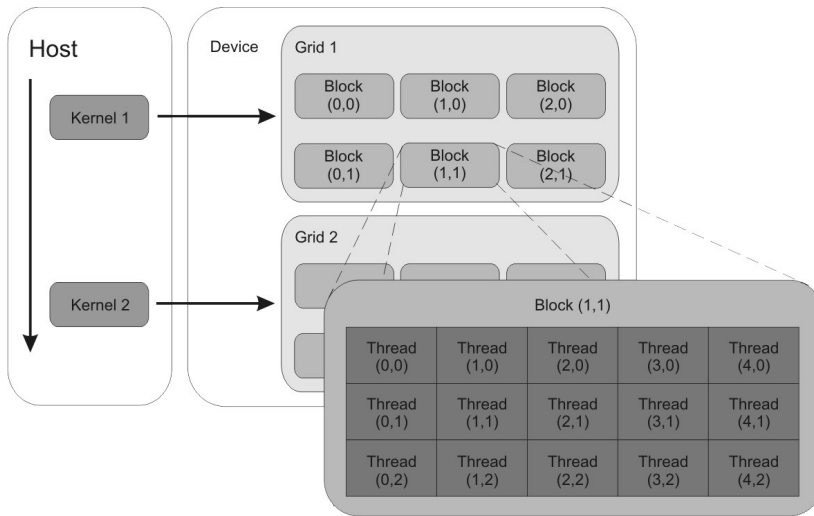 Host
Kernel 1
Kernel 2
Device
Grid 1
Block
(0,0)
Block
(1,0)
Block
(2,0)
Block
(0,1)
Block
(1,1)
Block
(2,1)
Grid 2
Block (1,1)
Thread
(0,0)
Thread
(1,0)
Thread
(2,0)
Thread
(3,0)
Thread
(4,0)
Thread
(0,1)
Thread
(1,1)
Thread
(2,1)
Thread
(3,1)
Thread
(4,1)
Thread
(0,2)
Thread
(1,2)
Thread
(2,2)
Thread
(3,2)
Thread
(4,2)